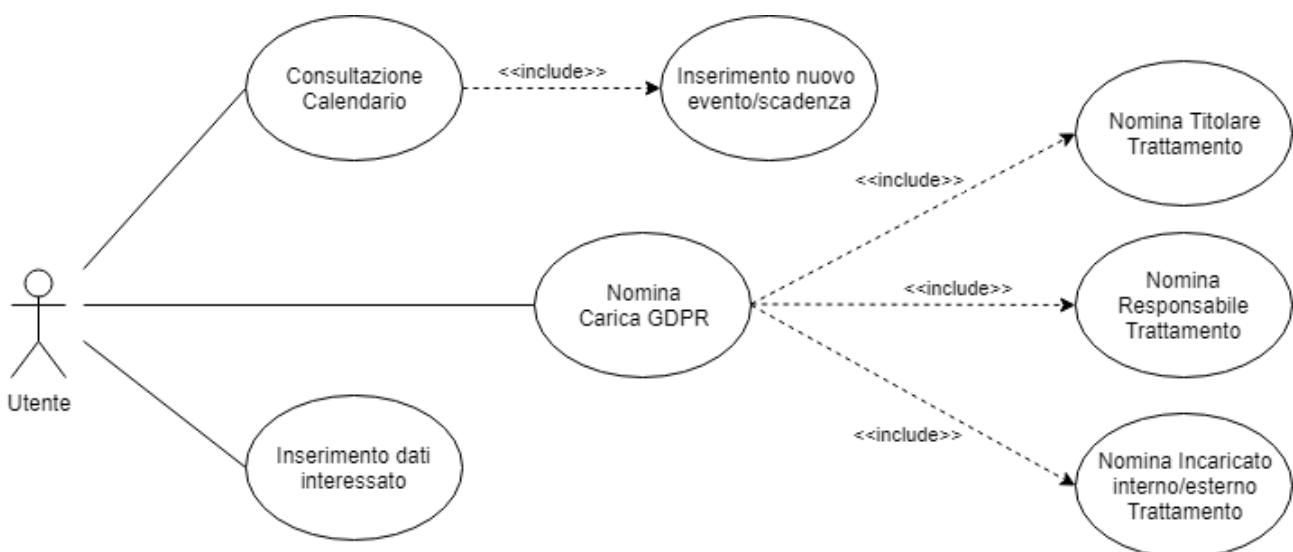 Consultazione
Calendario
<<include>>
Inserimento nuovo
evento/scadenza
Nomina Titolare
Trattamento
<<include>>
Nomina
Carica GDPR
<<include>>
Nomina
Responsabile
Trattamento
Utente
<<include>>
Inserimento dati
interessato
Nomina Incaricato
interno/esterno
Trattamento